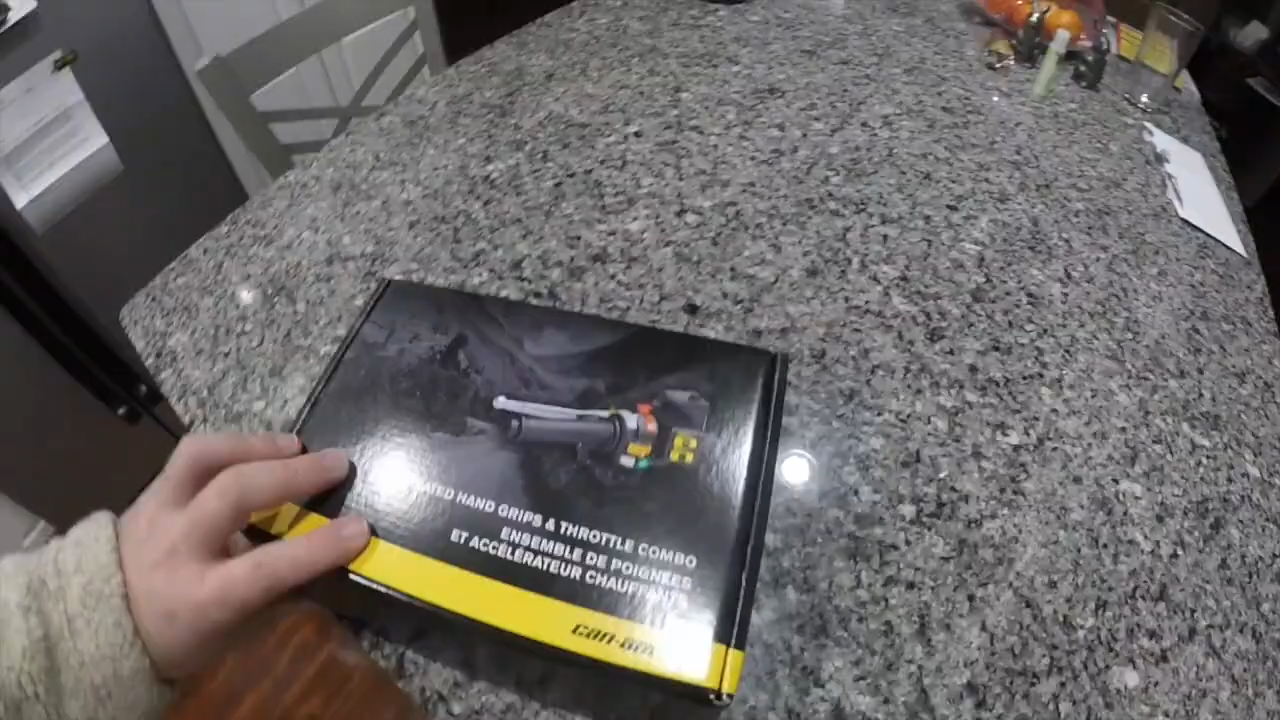 HAND GRIPS & THROTTLE COMBO
ENSEMBLE DE POIGNÉES
ET ACCÉLÉRATEUR CHAUFFANTS
can-am